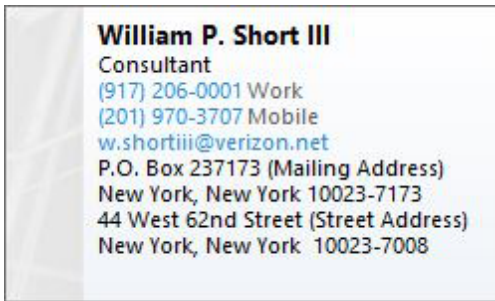 William P. Short III
Consultant
(917) 206-0001 Work
(201) 970-3707 Mobile
w.shortiii@verizon.net
P.O. Box 237173 (Mailing Address)
New York, New York 10023-7173
44 West 62nd Street (Street Address)
New York, New York  10023-7008